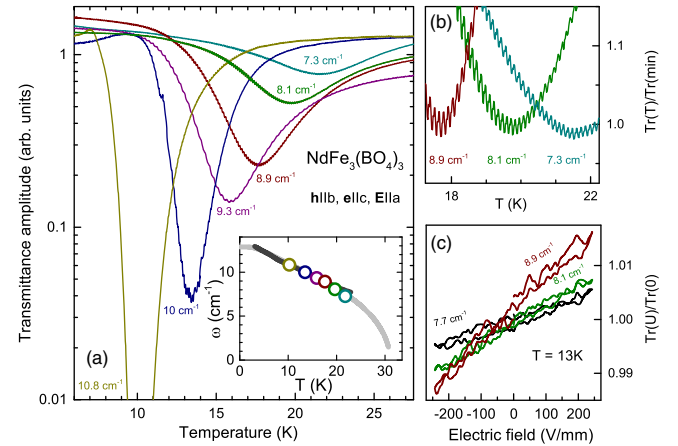 (a)
Transmittance amplitude (arb. units)
1
0.1
0.01
10
15
20
25
Temperature (K)
7.3 cm⁻¹
8.1 cm⁻¹
8.9 cm⁻¹
9.3 cm⁻¹
10 cm⁻¹
10.8 cm⁻¹
NdFe₃(BO₄)₃
hIIb, eIIc, EIIa
ω (cm⁻¹)
15
10
5
0
0
10
20
30
T (K)
(b)
1.1
1.0
Tr(T)/Tr(min)
8.9 cm⁻¹
8.1 cm⁻¹
7.3 cm⁻¹
18
22
T (K)
(c)
8.9 cm⁻¹
8.1 cm⁻¹
7.7 cm⁻¹
T = 13K
1.01
1.00
0.99
Tr(U)/Tr(0)
-200
-100
0
100
200
Electric field (V/mm)